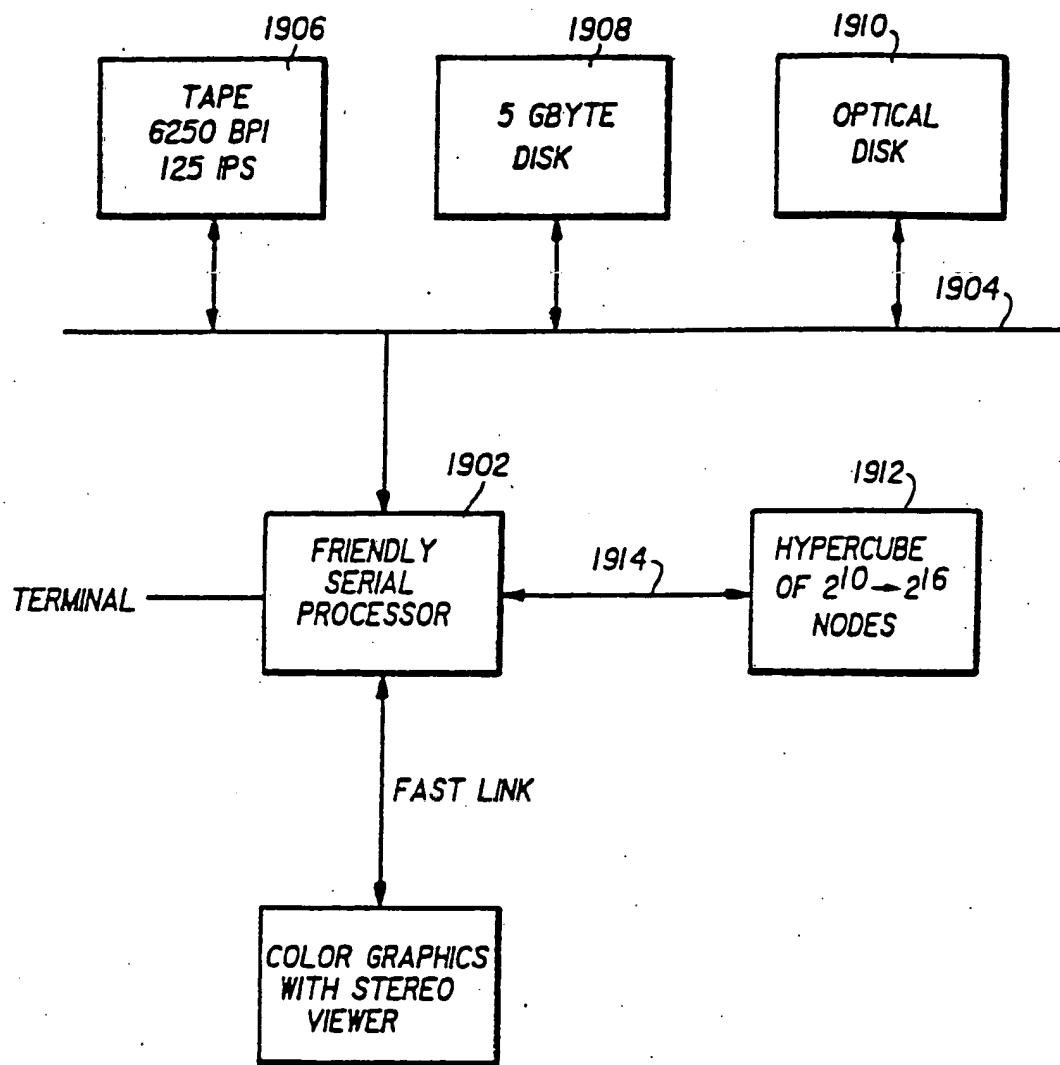 1906
1908
1910
TAPE
6250 BPI
125 IPS
5 GBYTE
DISK
OPTICAL
DISK
1904
1902
1912
FRIENDLY
SERIAL
PROCESSOR
TERMINAL
1914
HYPERCUBE
OF 2^10→2^16
NODES
FAST LINK
COLOR GRAPHICS
WITH STEREO
VIEWER